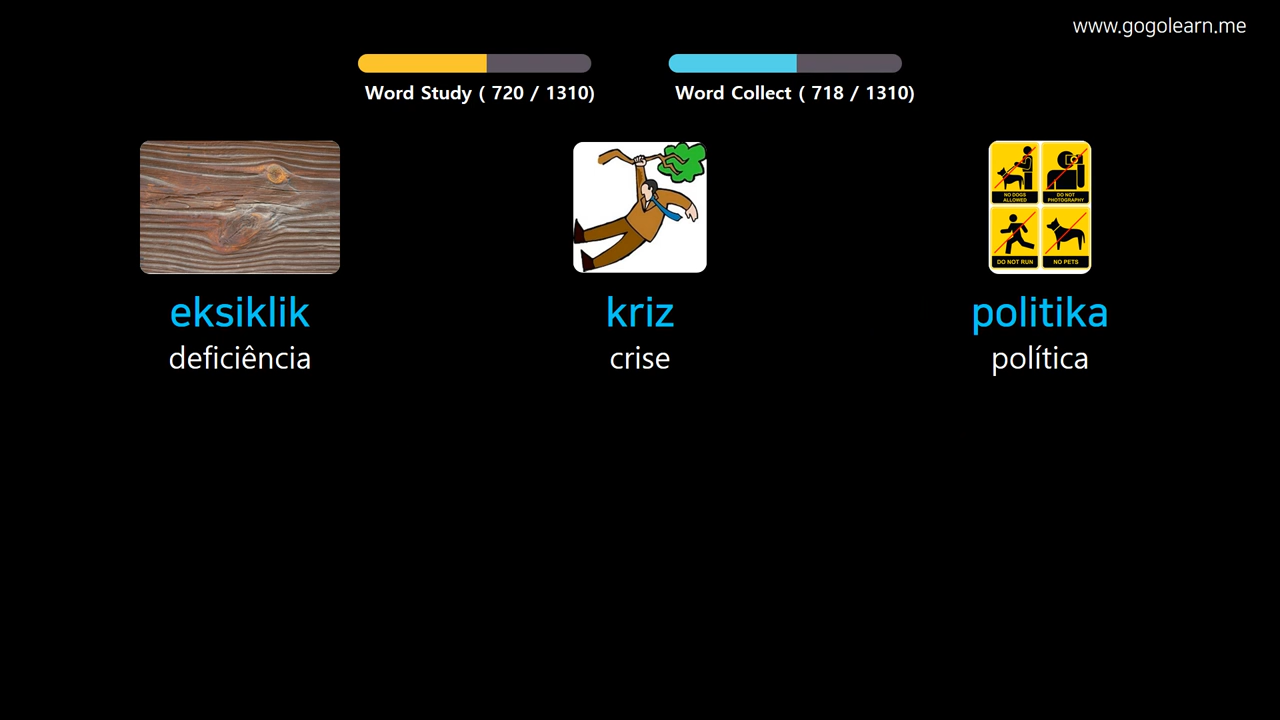 www.gogolearn.me
Word Study ( 720 / 1310)
Word Collect ( 718 / 1310)
NO DOGS
ALLOWED
DO NOT
PHOTOGRAPHY
DO NOT RUN
NO PETS
eksiklik
kriz
politika
deficiência
crise
política